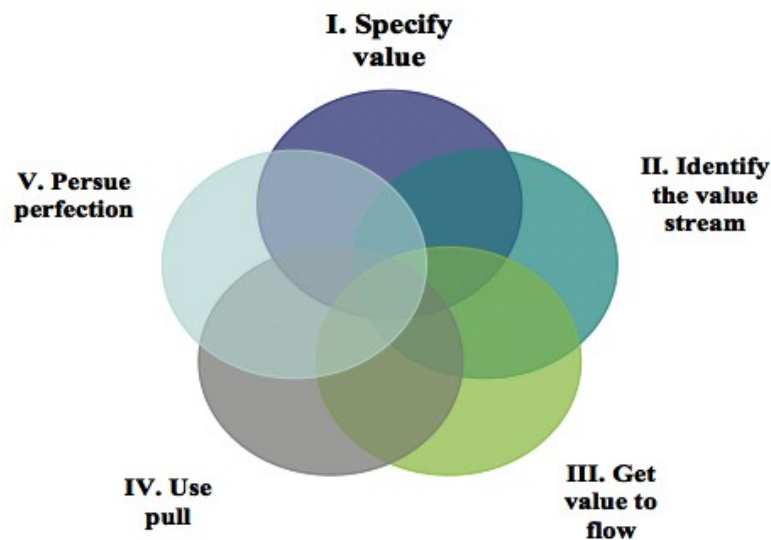 I. Specify
value
II. Identify
the value
stream
III. Get
value to
flow
IV. Use
pull
V. Persue
perfection